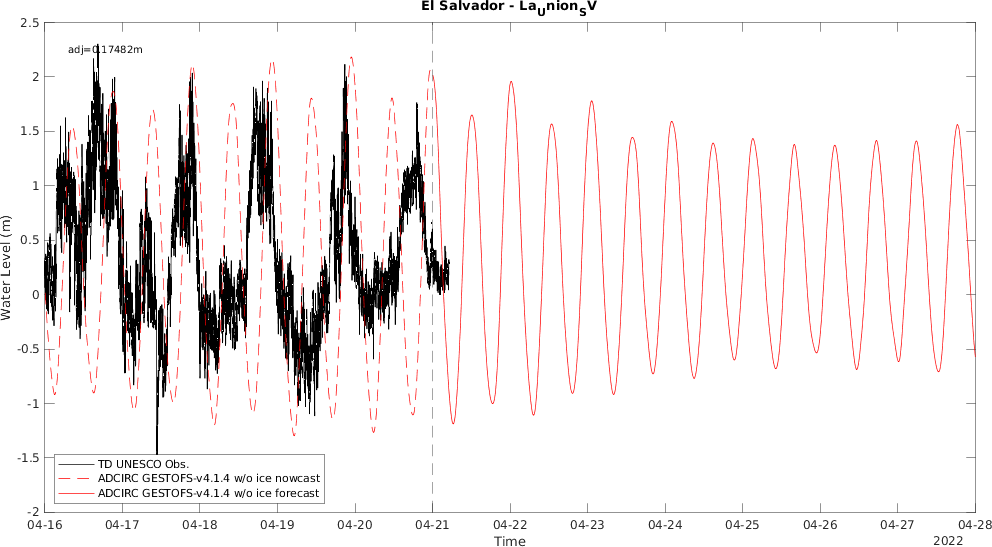 El Salvador - LaUnionSV
adj=0.17482m
2.5
2
1.5
1
0.5
0
-0.5
-1
-1.5
-2
Water Level (m)
TD UNESCO Obs.
ADCIRC GESTOFS-v4.1.4 w/o ice nowcast
ADCIRC GESTOFS-v4.1.4 w/o ice forecast
04-16 04-17 04-18 04-19 04-20 04-21 04-22 04-23 04-24 04-25 04-26 04-27 04-28
Time
2022